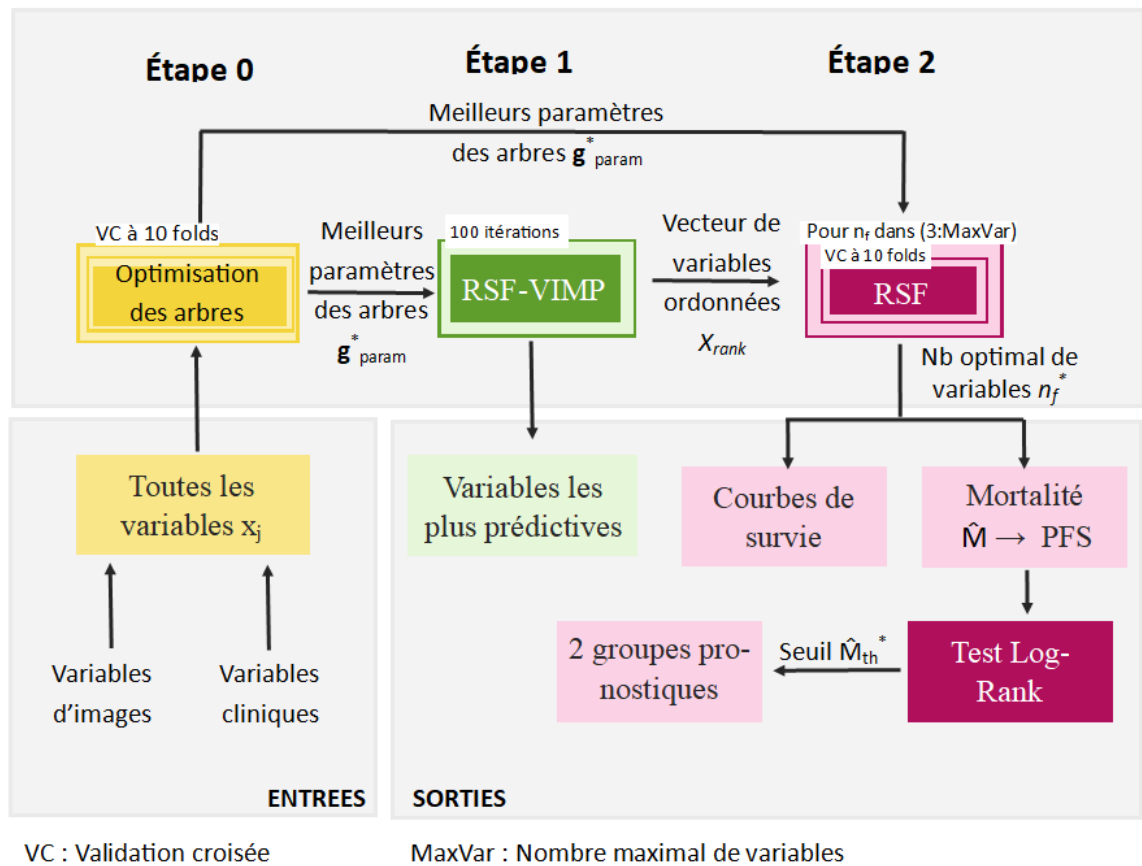 Étape 0
Étape 1
Étape 2
Meilleurs paramètres
des arbres g*param
VC à 10 folds
Optimisation
des arbres
Meilleurs
paramètres
des arbres
g*param
100 itérations
RSF-VIMP
Vecteur de
variables
ordonnées
Xrank
Pour nf dans (3:MaxVar)
VC à 10 folds
RSF
Nb optimal de
variables nf*
Toutes les
variables xj
Variables
d'images
Variables
cliniques
ENTREES
Variables les
plus prédictives
Courbes de
survie
Mortalité
M̂ → PFS
2 groupes pro-
nostiques
Seuil M̂th*
Test Log-
Rank
SORTIES
VC : Validation croisée
MaxVar : Nombre maximal de variables